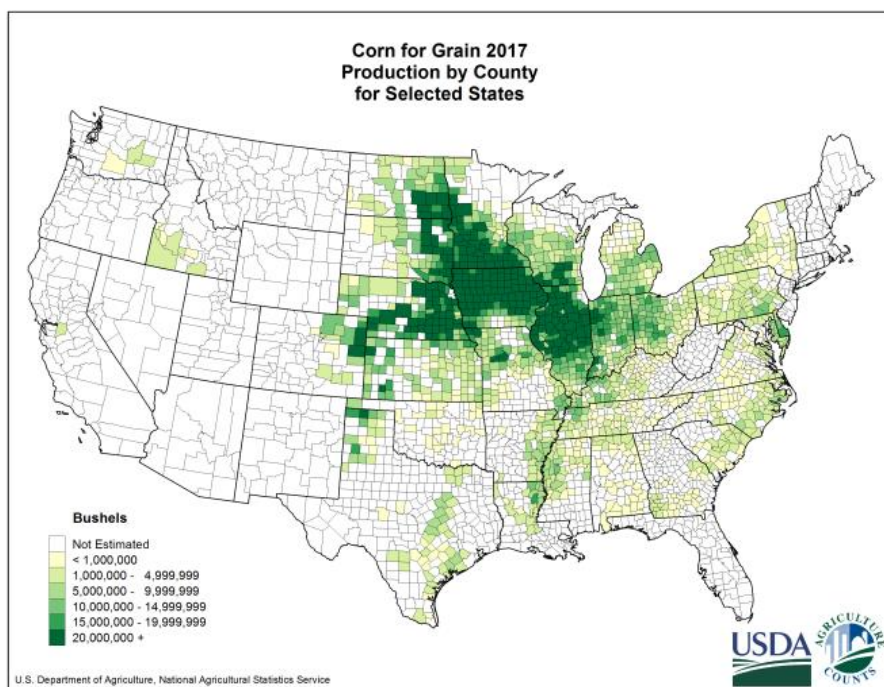 Corn for Grain 2017
Production by County
for Selected States
Bushels
Not Estimated
< 1,000,000
1,000,000 - 4,999,999
5,000,000 - 9,999,999
10,000,000 - 14,999,999
15,000,000 - 19,999,999
20,000,000 +
USDA
AGRICULTURE
COUNTS
U.S. Department of Agriculture, National Agricultural Statistics Service